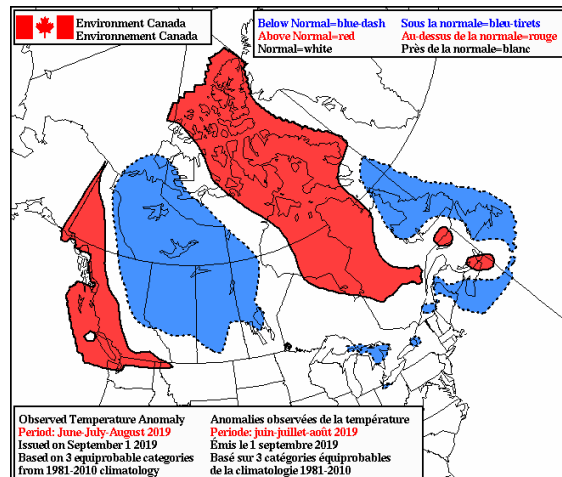 Environment Canada
Environnement Canada
Below Normal=blue-dash
Above Normal=red
Normal=white
Sous la normale=bleu-tirets
Au-dessus de la normale=rouge
Près de la normale=blanc
Observed Temperature Anomaly
Period: June-July-August 2019
Issued on September 1 2019
Based on 3 equiprobable categories
from 1981-2010 climatology
Anomalies observées de la température
Periode: juin-juillet-août 2019
Émis le 1 septembre 2019
Basé sur 3 catégories équiprobables
de la climatologie 1981-2010